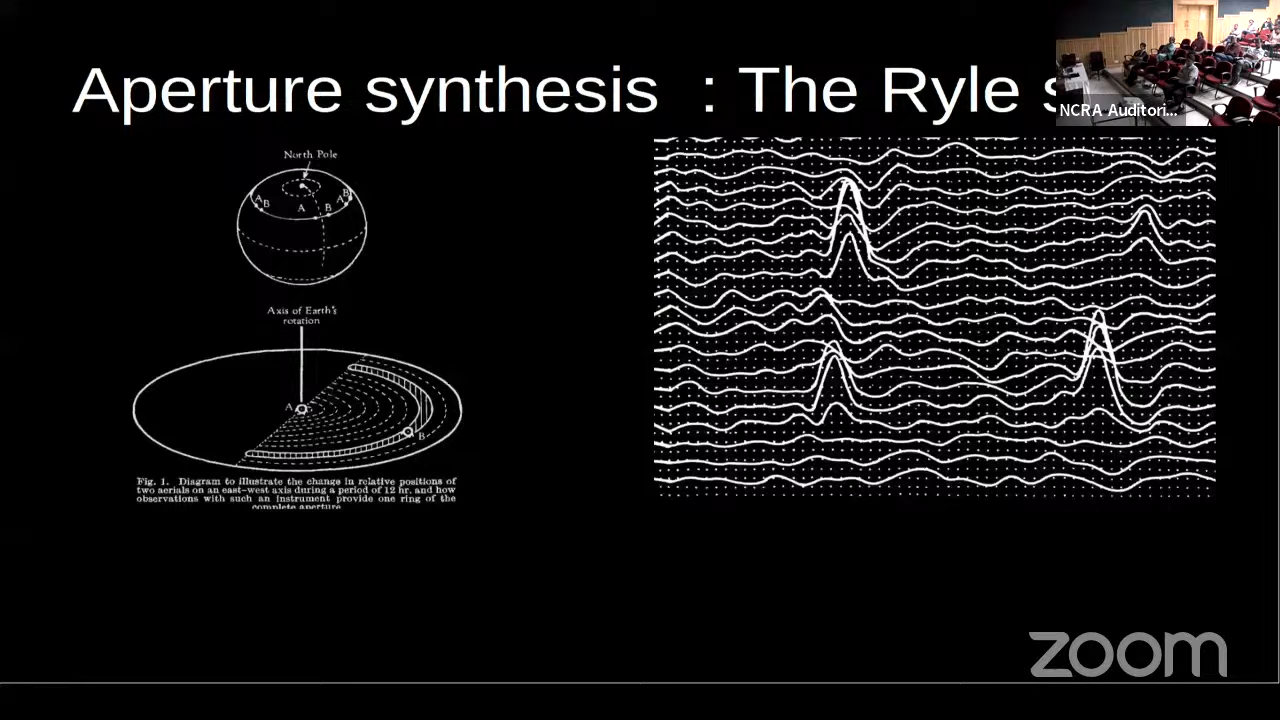 Aperture synthesis : The Ryle s
NCRA Auditori...
North Pole
A B
A B
A B
Axis of Earth's
rotation
A
B
Fig. 1. Diagram to illustrate the change in relative positions of
two aerials on an east-west axis during a period of 12 hr. and how
observations with such an instrument provide one ring of the
complete aperture
zoom